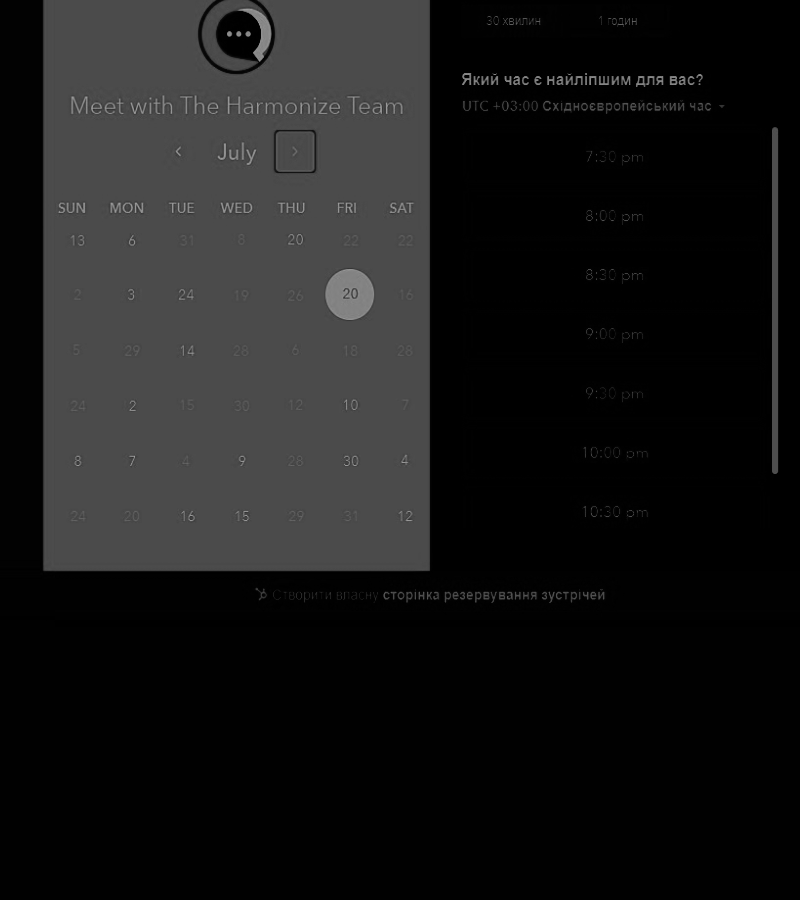 30 хвилин 1 годин
Який час є найліпшим для вас?
UTC +03:00 Східноєвропейський час
Meet with The Harmonize Team
July
SUN MON TUE WED THU FRI SAT
13 6 31 8 20 22 22
2 3 24 19 26 20 16
5 29 14 28 6 18 28
24 2 15 30 12 10 7
8 7 4 9 28 30 4
24 20 16 15 29 31 12
7:30 pm
8:00 pm
8:30 pm
9:00 pm
9:30 pm
10:00 pm
10:30 pm
Створити власну сторінка резервування зустрічей